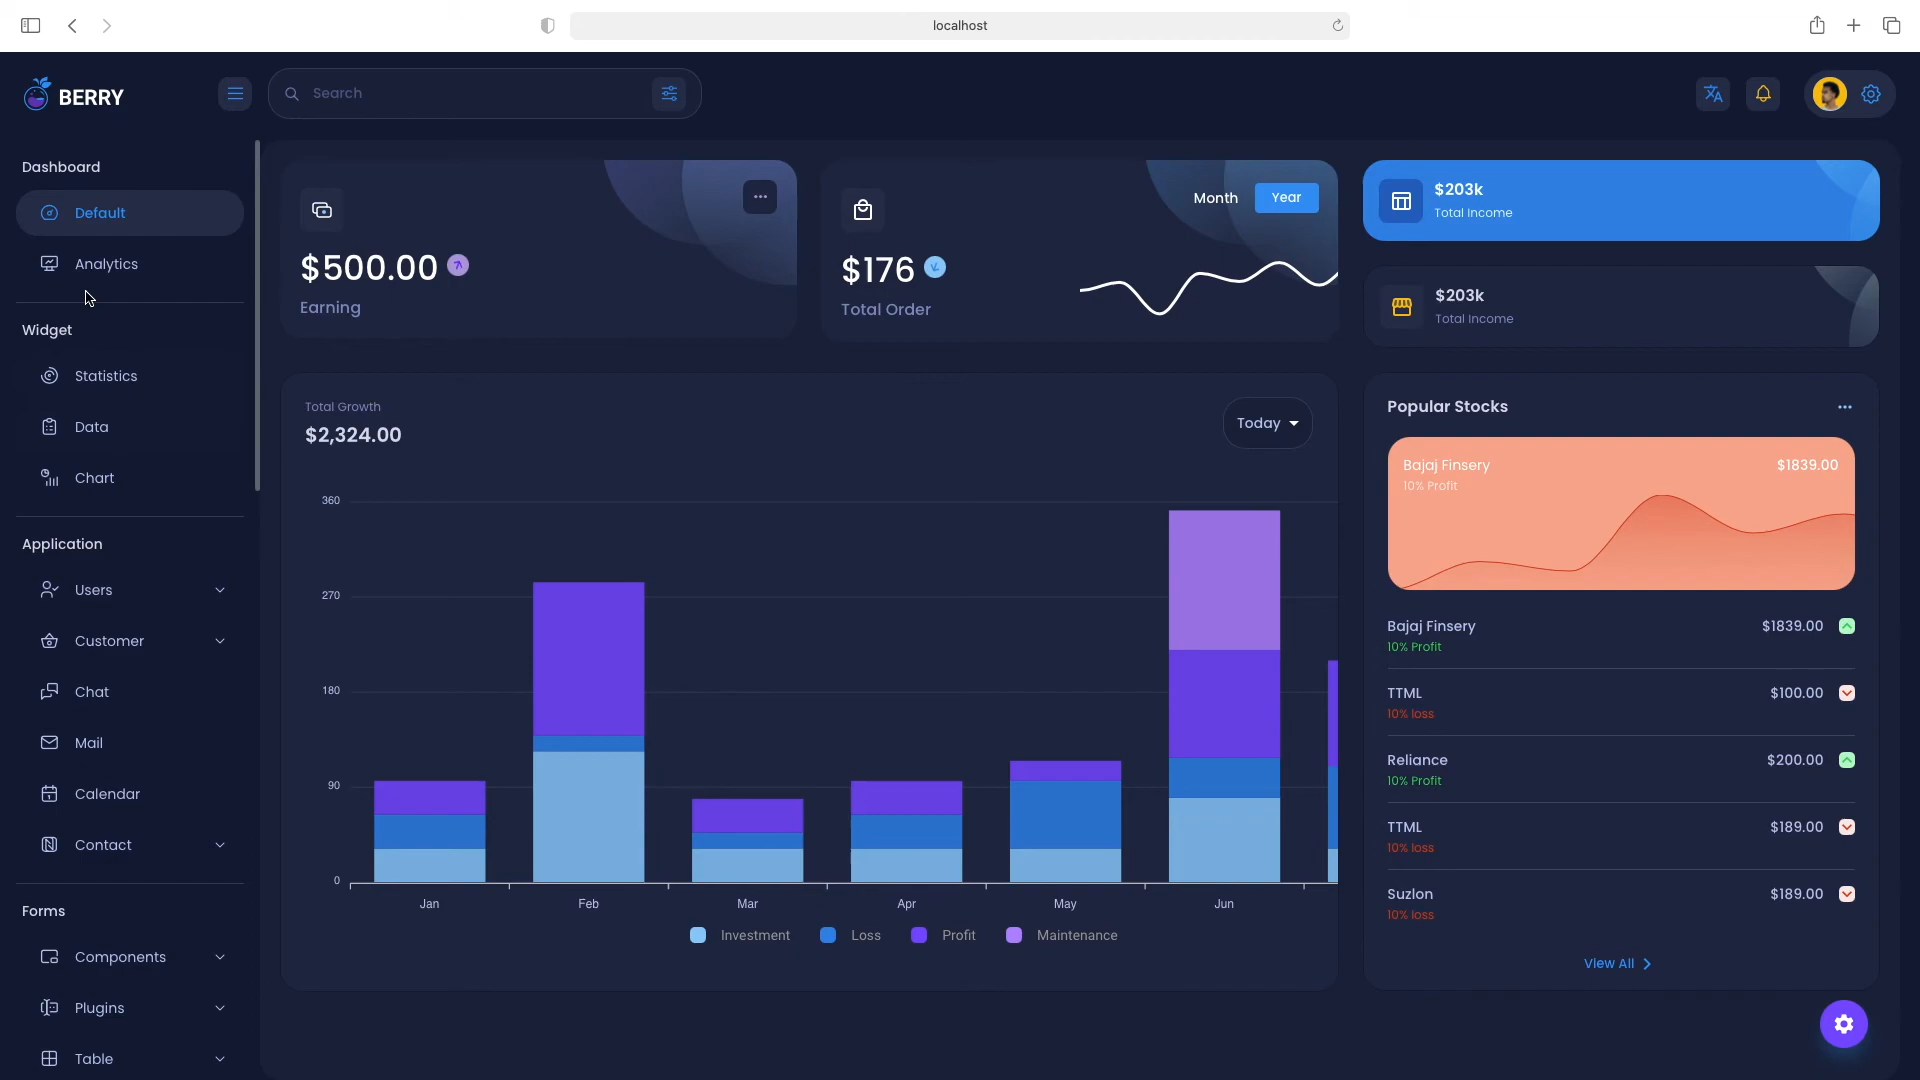 localhost
BERRY
Search
Dashboard
Default
Analytics
Widget
Statistics
Data
Chart
Application
Users
Customer
Chat
Mail
Calendar
Contact
Forms
Components
Plugins
Table
$500.00
Earning
Month
Year
$176
Total Order
$203k
Total Income
$203k
Total Income
Total Growth
$2,324.00
Today
360
270
180
90
0
Jan Feb Mar Apr May Jun
Investment Loss Profit Maintenance
Popular Stocks
Bajaj Finsery $1839.00
10% Profit
Bajaj Finsery $1839.00
10% Profit
TTML $100.00
10% loss
Reliance $200.00
10% Profit
TTML $189.00
10% loss
Suzlon $189.00
10% loss
View All